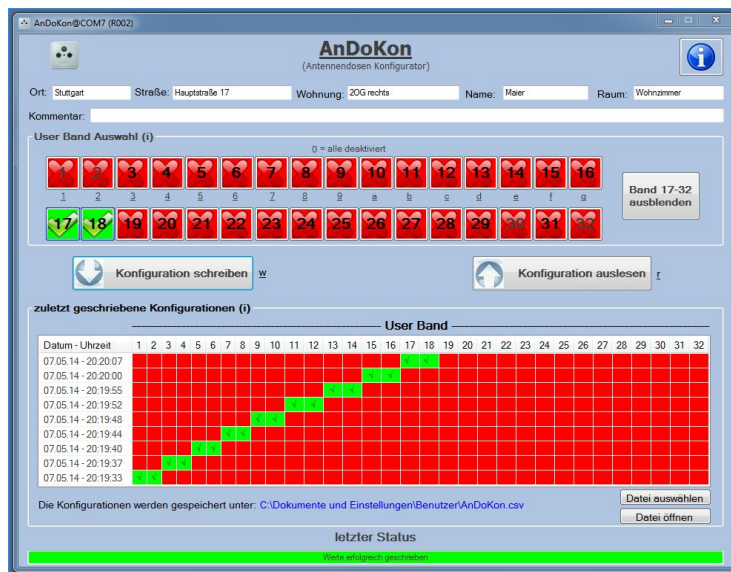 AnDoKon@COM7 (R002)
AnDoKon
(Antennendosen Konfigurator)
Ort: Stuttgart Straße: Hauptstraße 17 Wohnung: 2OG rechts Name: Maier Raum: Wohnzimmer
Kommentar:
User Band Auswahl (i)
0 = alle deaktiviert
1 2 3 4 5 6 7 8 9 10 11 12 13 14 15 16
1 2 3 4 5 6 7 8 9 a b c d e f g
Band 17-32
ausblenden
17 18 19 20 21 22 23 24 25 26 27 28 29 30 31 32
Konfiguration schreiben w
Konfiguration auslesen r
zuletzt geschriebene Konfigurationen (i)
User Band
Datum - Uhrzeit 1 2 3 4 5 6 7 8 9 10 11 12 13 14 15 16 17 18 19 20 21 22 23 24 25 26 27 28 29 30 31 32
07.05.14 - 20:20:07 √ √
07.05.14 - 20:20:00 √ √
07.05.14 - 20:19:55 √ √
07.05.14 - 20:19:52 √ √
07.05.14 - 20:19:48 √ √
07.05.14 - 20:19:44 √ √
07.05.14 - 20:19:40 √ √
07.05.14 - 20:19:37 √ √
07.05.14 - 20:19:33 √ √
Die Konfigurationen werden gespeichert unter: C:\Dokumente und Einstellungen\Benutzer\AnDoKon.csv
Datei auswählen
Datei öffnen
letzter Status
Werte erfolgreich geschrieben